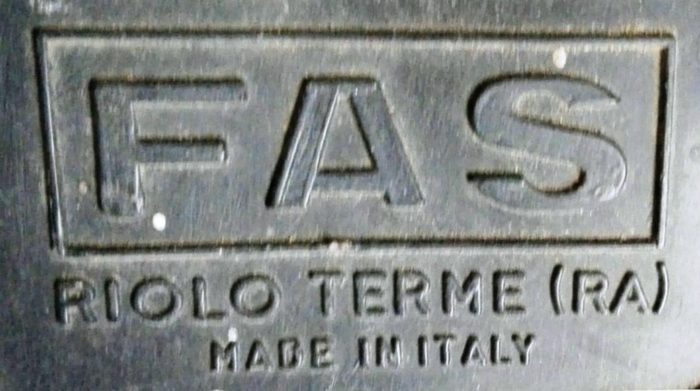 FAS
RIOLO TERME (RA)
MADE IN ITALY